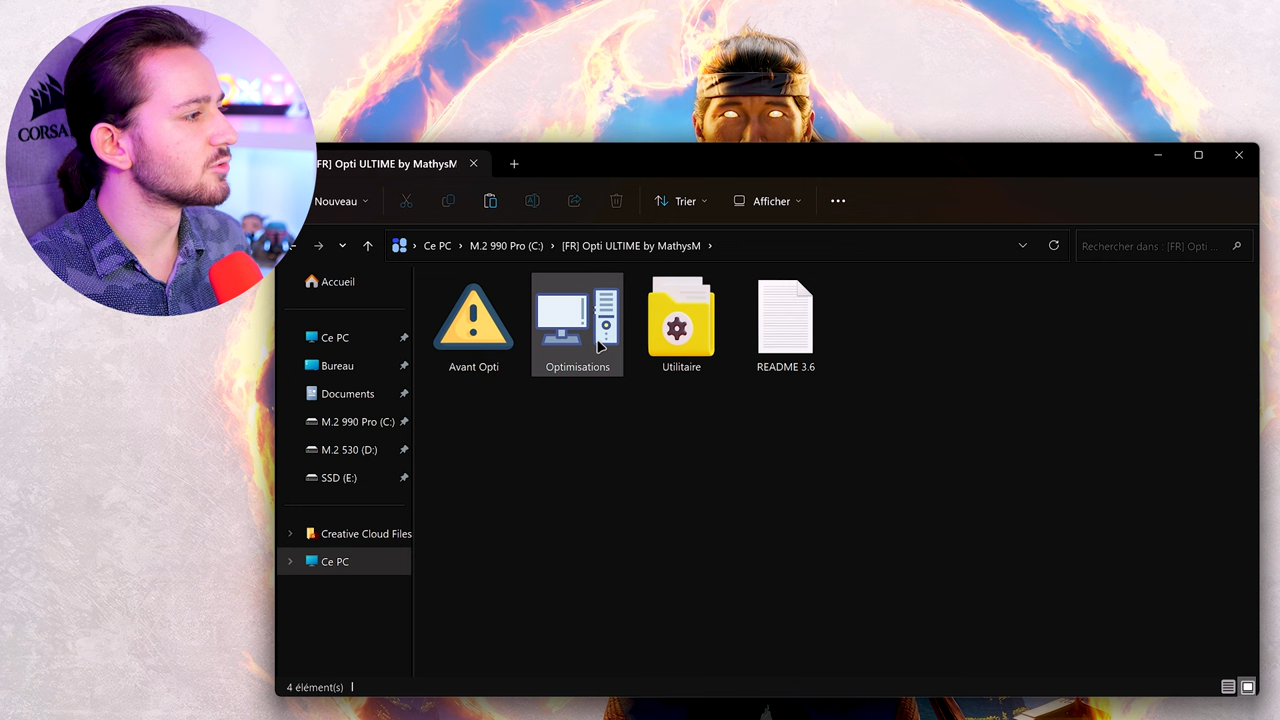 CORSA
[FR] Opti ULTIME by MathysM
Nouveau
Trier
Afficher
Ce PC
M.2 990 Pro (C:)
[FR] Opti ULTIME by MathysM
Rechercher dans : [FR] Opti ...
Accueil
Ce PC
Bureau
Documents
M.2 990 Pro (C:)
M.2 530 (D:)
SSD (E:)
Creative Cloud Files
Ce PC
Avant Opti
Optimisations
Utilitaire
README 3.6
4 élément(s)